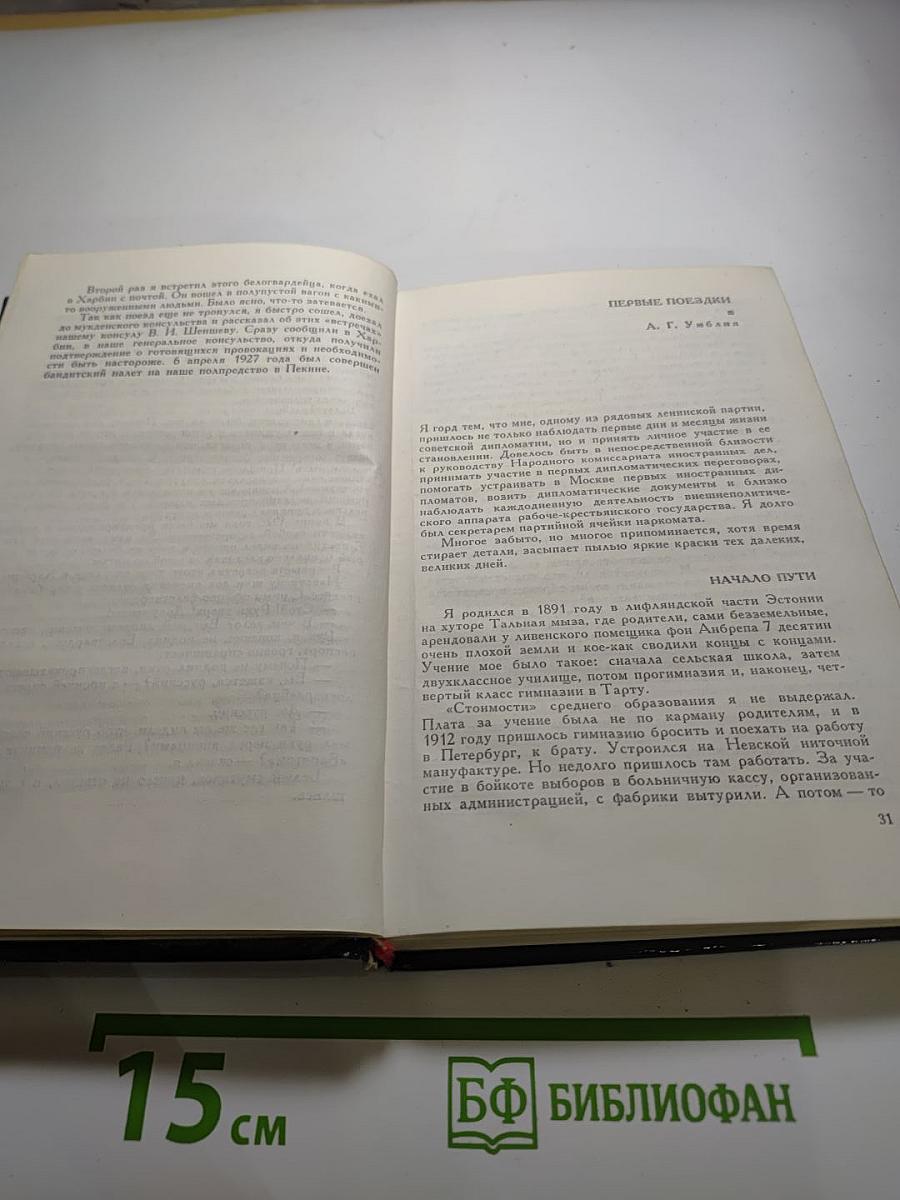 Второй раз я встретил этого белогвардейца, когда ехал
в Харбин с почтой. Он вошел в полупустой вагон с какими-
то вооруженными людьми. Было ясно, что-то затевается.
Так как поезд еще не тронулся, я быстро сошел, доехал
до мукденского консульства и рассказал об этих «встречах»
нашему консулу В. И. Шеншеву. Сразу сообщили в Хар-
бин, в наше генеральное консульство, откуда получили
подтверждение о готовящихся провокациях и необходимо-
сти быть настороже. 6 апреля 1927 года был совершен
бандитский налет на наше полпредство в Пекине.
ПЕРВЫЕ ПОЕЗДКИ
А. Г. Умблия
Я горд тем, что мне, одному из рядовых ленинской партии,
пришлось не только наблюдать первые дни и месяцы жизни
советской дипломатии, но и принять личное участие в ее
становлении. Довелось быть в непосредственной близости
к руководству Народного комиссариата иностранных дел,
принимать участие в первых дипломатических переговорах,
помогать устраивать в Москве первых иностранных ди-
пломатов, возить дипломатические документы и близко
наблюдать каждодневную деятельность внешнеполитиче-
ского аппарата рабоче-крестьянского государства. Я долго
был секретарем партийной ячейки наркомата.
Многое забыто, но многое припоминается, хотя время
стирает детали, засыпает пылью яркие краски тех далеких,
великих дней.
НАЧАЛО ПУТИ
Я родился в 1891 году в лифляндской части Эстонии
на хуторе Тальная мыза, где родители, сами безземельные,
арендовали у ливенского помещика фон Анбрепа 7 десятин
очень плохой земли и кое-как сводили концы с концами.
Учение мое было такое: сначала сельская школа, затем
двухклассное училище, потом прогимназия и, наконец, чет-
вертый класс гимназии в Тарту.
«Стоимости» среднего образования я не выдержал.
Плата за учение была не по карману родителям, и в
1912 году пришлось гимназию бросить и поехать на работу
в Петербург, к брату. Устроился на Невской ниточной
мануфактуре. Но недолго пришлось там работать. За уча-
стие в бойкоте выборов в больничную кассу, организован-
ных администрацией, с фабрики вытурили. А потом — то
31
15 см
БФ БИБЛИОФАН